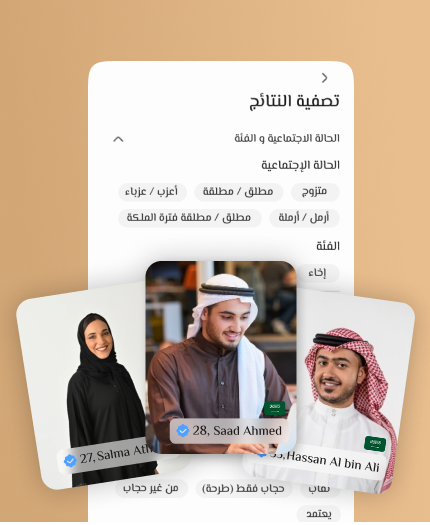 تصفية النتائج
الحالة الاجتماعية و الفئة
الحالة الإجتماعية
متزوج
مطلق / مطلقة
أعزب / عزباء
أرمل / أرملة
مطلق / مطلقة فترة الملكة
الفئة
إخاء
28, Saad Ahmed
27, Salma
Hassan Al bin Ali
نقاب
حجاب فقط (طرحة)
من غير حجاب
يعتمد